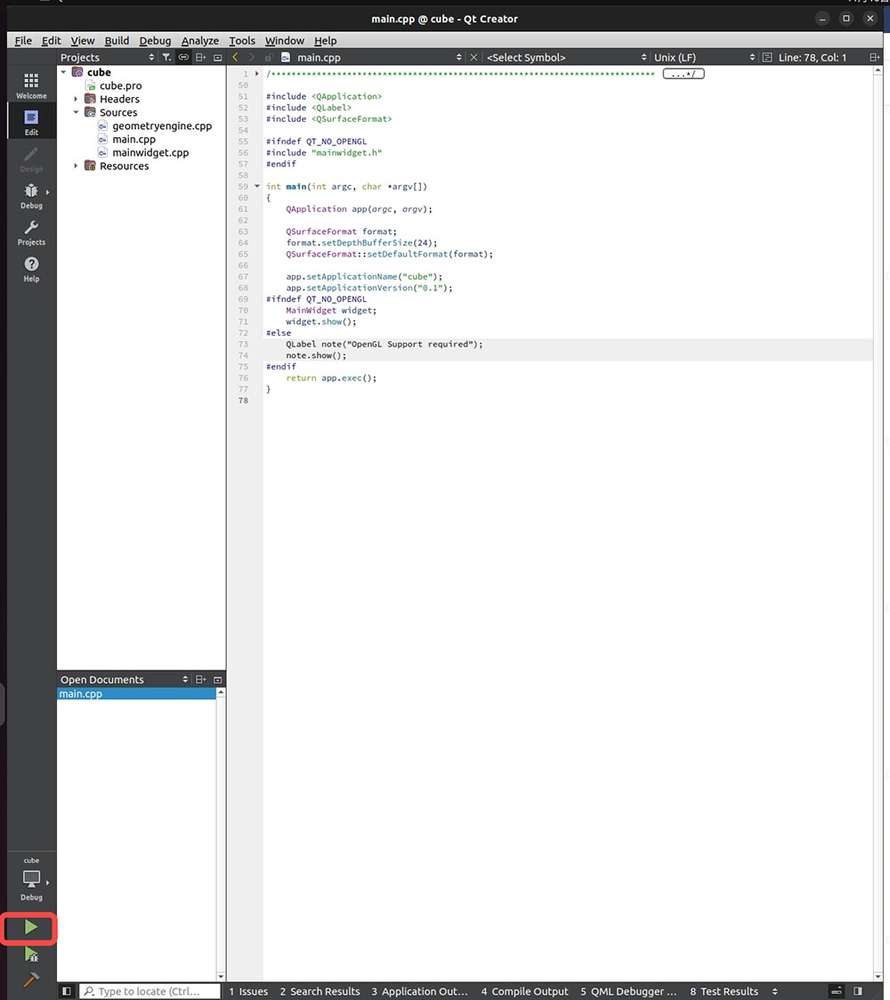 main.cpp @ cube - Qt Creator
File Edit View Build Debug Analyze Tools Window Help
Projects
main.cpp
<Select Symbol>
Unix (LF)
Line: 78, Col: 1
Welcome
Edit
Design
Debug
Projects
Help
cube
cube.pro
Headers
Sources
geometryengine.cpp
main.cpp
mainwidget.cpp
Resources
1 /**************************************************************************** ...*/
50
51 #include <QApplication>
52 #include <QLabel>
53 #include <QSurfaceFormat>
54
55 #ifndef QT_NO_OPENGL
56 #include "mainwidget.h"
57 #endif
58
59 int main(int argc, char *argv[])
60 {
61 QApplication app(argc, argv);
62
63 QSurfaceFormat format;
64 format.setDepthBufferSize(24);
65 QSurfaceFormat::setDefaultFormat(format);
66
67 app.setApplicationName("cube");
68 app.setApplicationVersion("0.1");
69 #ifndef QT_NO_OPENGL
70 MainWidget widget;
71 widget.show();
72 #else
73 QLabel note("OpenGL Support required");
74 note.show();
75 #endif
76 return app.exec();
77 }
78
Open Documents
main.cpp
cube
Debug
Type to locate (Ctrl...
1 Issues
2 Search Results
3 Application Out...
4 Compile Output
5 QML Debugger ...
8 Test Results